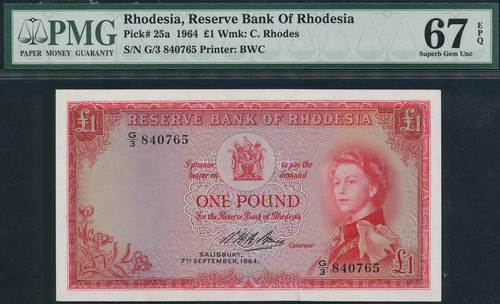 PMG
PAPER MONEY GUARANTY
Rhodesia, Reserve Bank Of Rhodesia
Pick# 25a 1964 £1 Wmk: C. Rhodes
S/N G/3 840765 Printer: BWC
67 EPQ
Superb Gem Unc
£1 RESERVE BANK OF RHODESIA £1
G/3 840765
I promise to pay the
bearer on demand
ONE POUND
for the Reserve Bank of Rhodesia
Governor.
SALISBURY,
7TH SEPTEMBER, 1964.
G/3 840765
£1